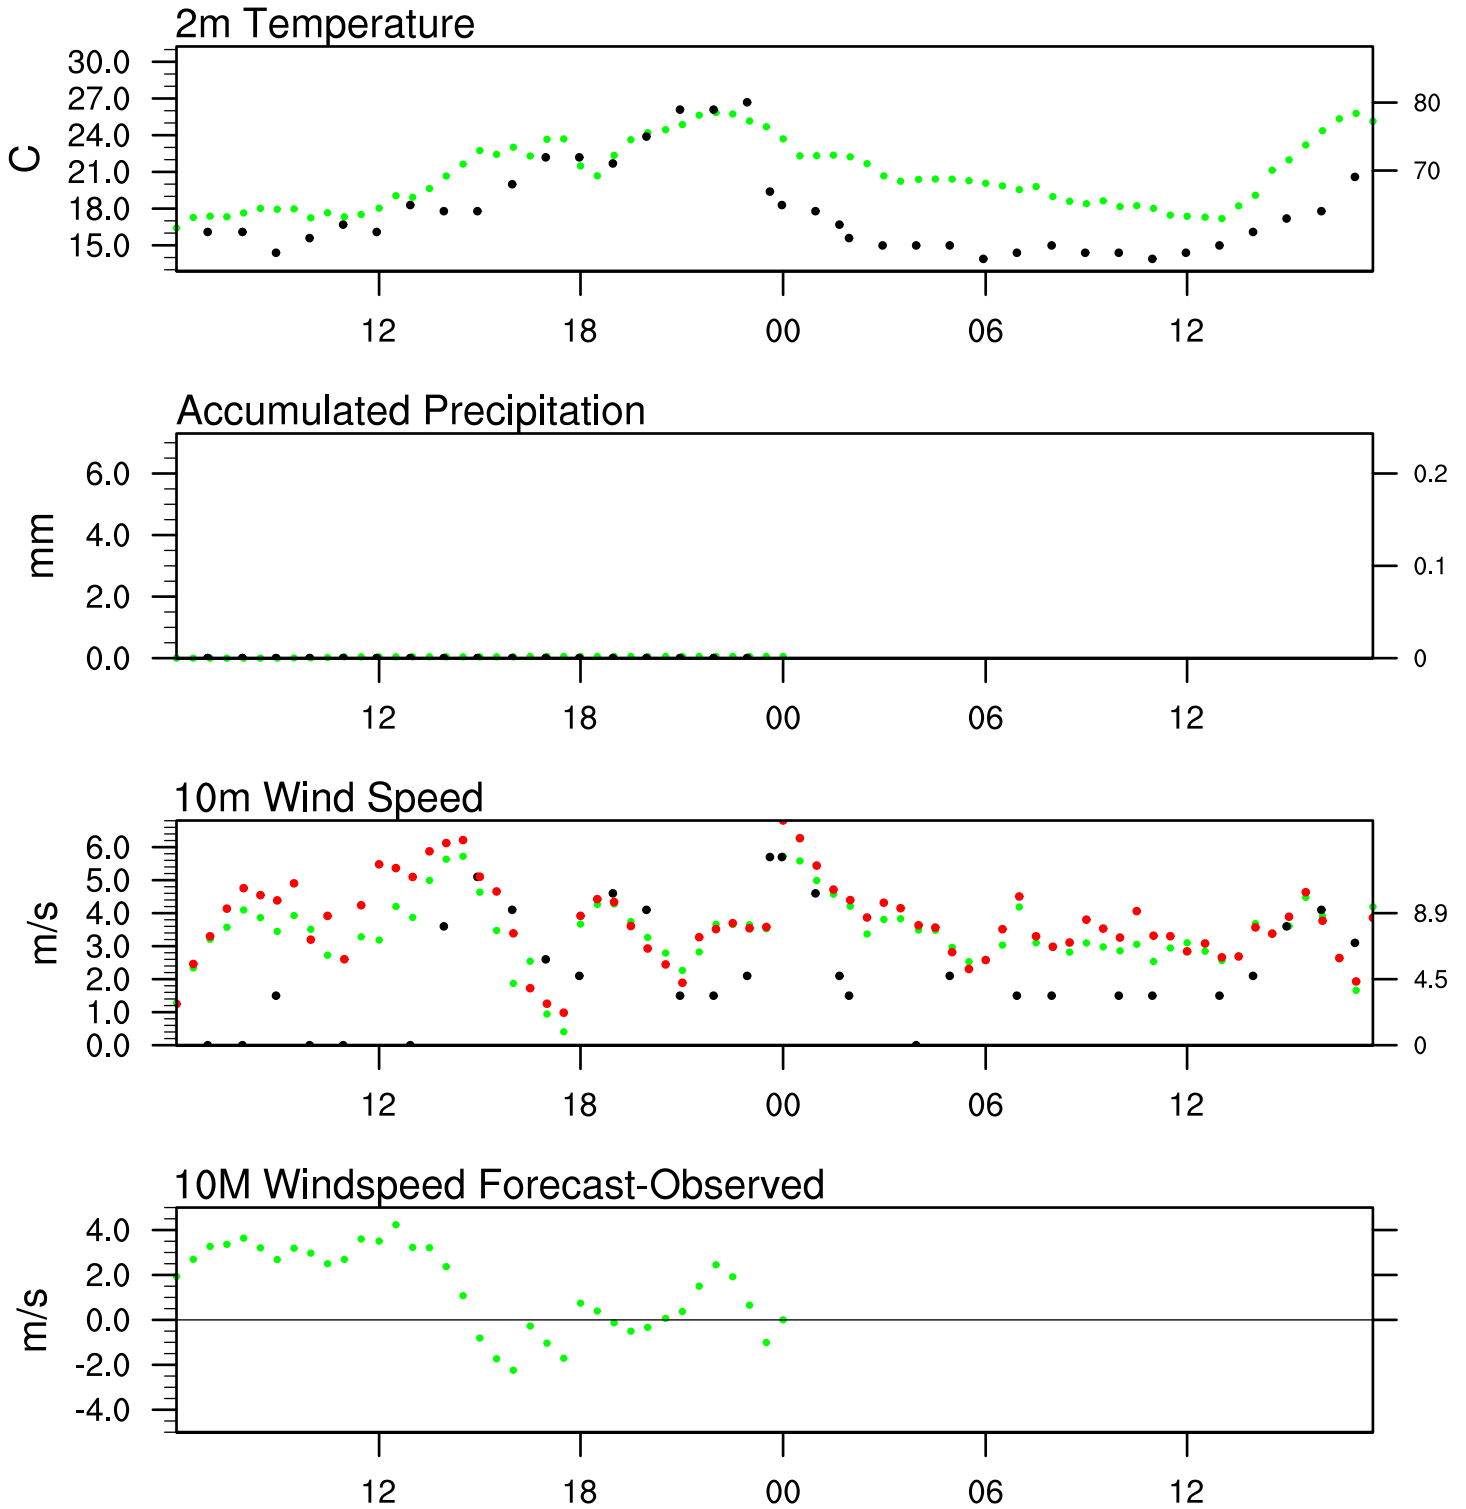 2m Temperature
30.0
27.0
24.0
21.0
18.0
15.0
C
80
70
12 18 00 06 12
Accumulated Precipitation
6.0
4.0
2.0
0.0
mm
0.2
0.1
0
12 18 00 06 12
10m Wind Speed
6.0
5.0
4.0
3.0
2.0
1.0
0.0
m/s
8.9
4.5
0
12 18 00 06 12
10M Windspeed Forecast-Observed
4.0
2.0
0.0
-2.0
-4.0
m/s
12 18 00 06 12